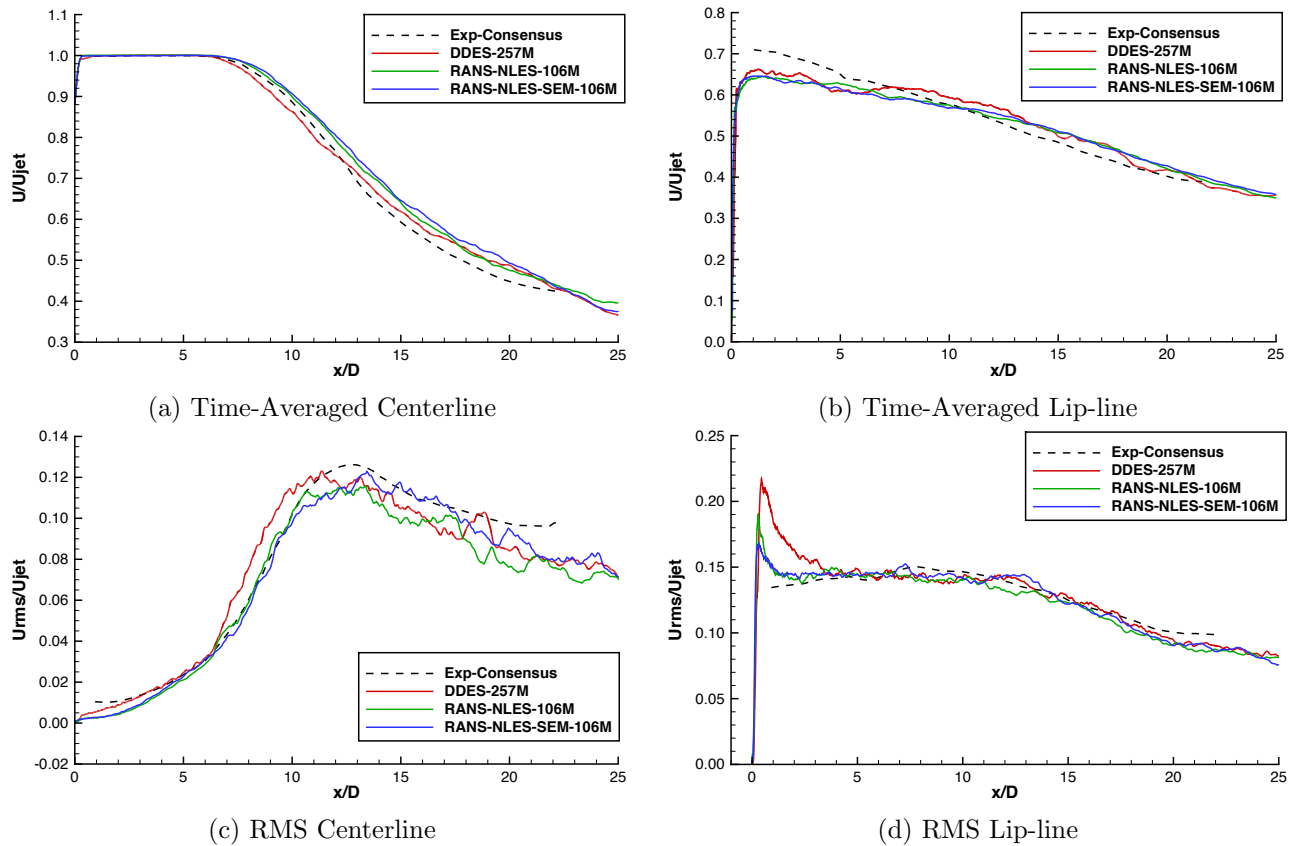 1.1
1.0
0.9
0.8
0.7
0.6
0.5
0.4
0.3
U/Ujet
0 5 10 15 20 25
x/D
Exp-Consensus
DDES-257M
RANS-NLES-106M
RANS-NLES-SEM-106M
(a) Time-Averaged Centerline
0.8
0.7
0.6
0.5
0.4
0.3
0.2
0.1
0.0
U/Ujet
0 5 10 15 20 25
x/D
Exp-Consensus
DDES-257M
RANS-NLES-106M
RANS-NLES-SEM-106M
(b) Time-Averaged Lip-line
0.14
0.12
0.10
0.08
0.06
0.04
0.02
0.00
-0.02
Urms/Ujet
0 5 10 15 20 25
x/D
Exp-Consensus
DDES-257M
RANS-NLES-106M
RANS-NLES-SEM-106M
(c) RMS Centerline
0.25
0.20
0.15
0.10
0.05
0.00
Urms/Ujet
0 5 10 15 20 25
x/D
Exp-Consensus
DDES-257M
RANS-NLES-106M
RANS-NLES-SEM-106M
(d) RMS Lip-line